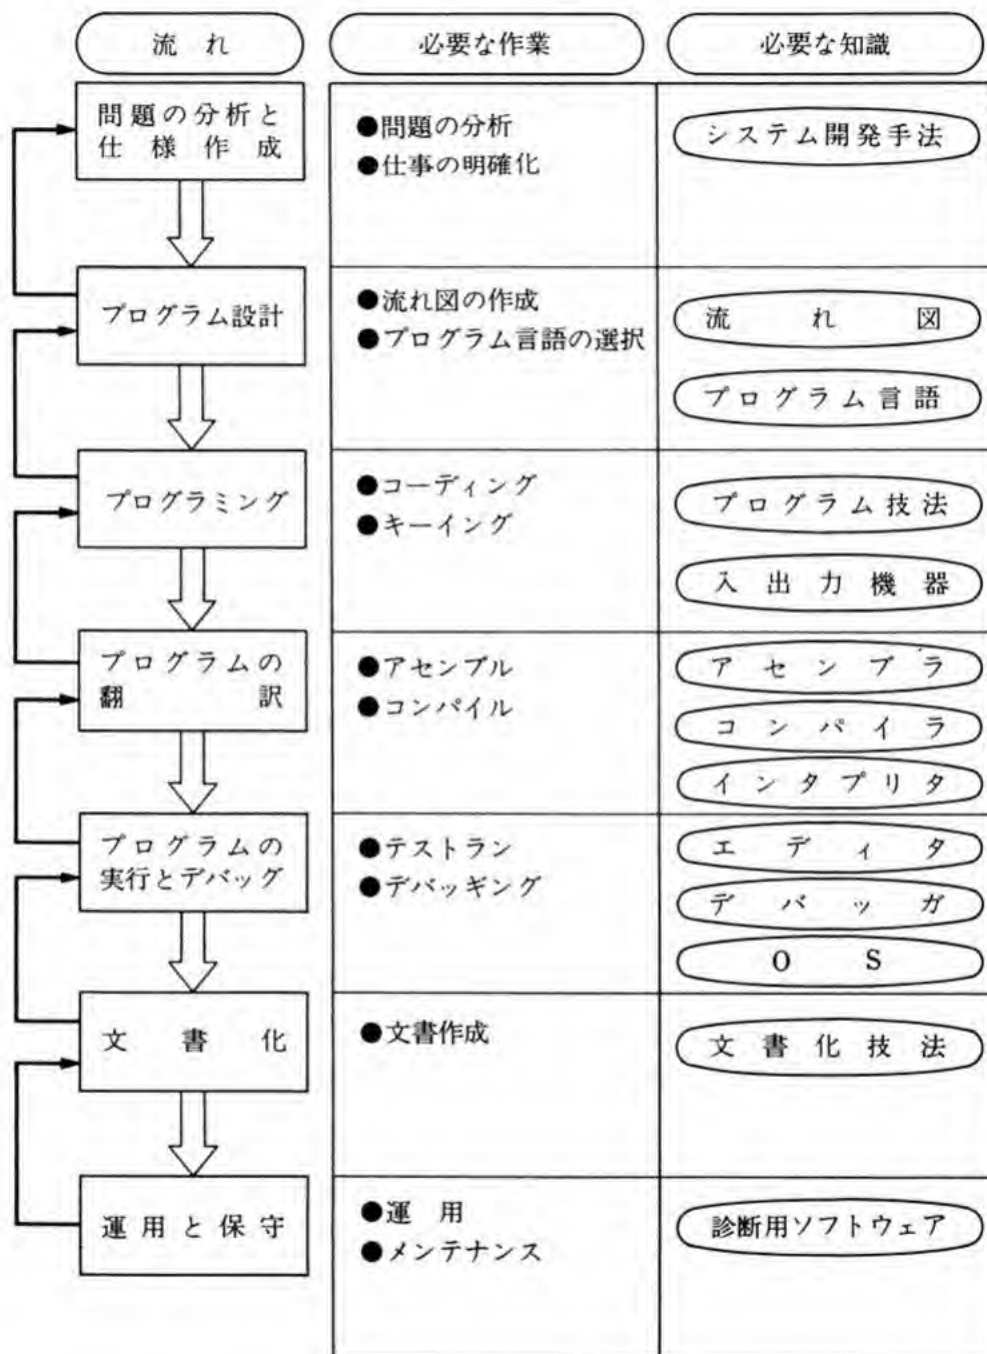 流れ
必要な作業
必要な知識
問題の分析と
仕様作成
●問題の分析
●仕事の明確化
システム開発手法
プログラム設計
●流れ図の作成
●プログラム言語の選択
流れ図
プログラム言語
プログラミング
●コーディング
●キーイング
プログラム技法
入出力機器
プログラムの
翻訳
●アセンブル
●コンパイル
アセンブラ
コンパイラ
インタプリタ
プログラムの
実行とデバッグ
●テストラン
●デバッギング
エディタ
デバッガ
OS
文書化
●文書作成
文書化技法
運用と保守
●運用
●メンテナンス
診断用ソフトウェア